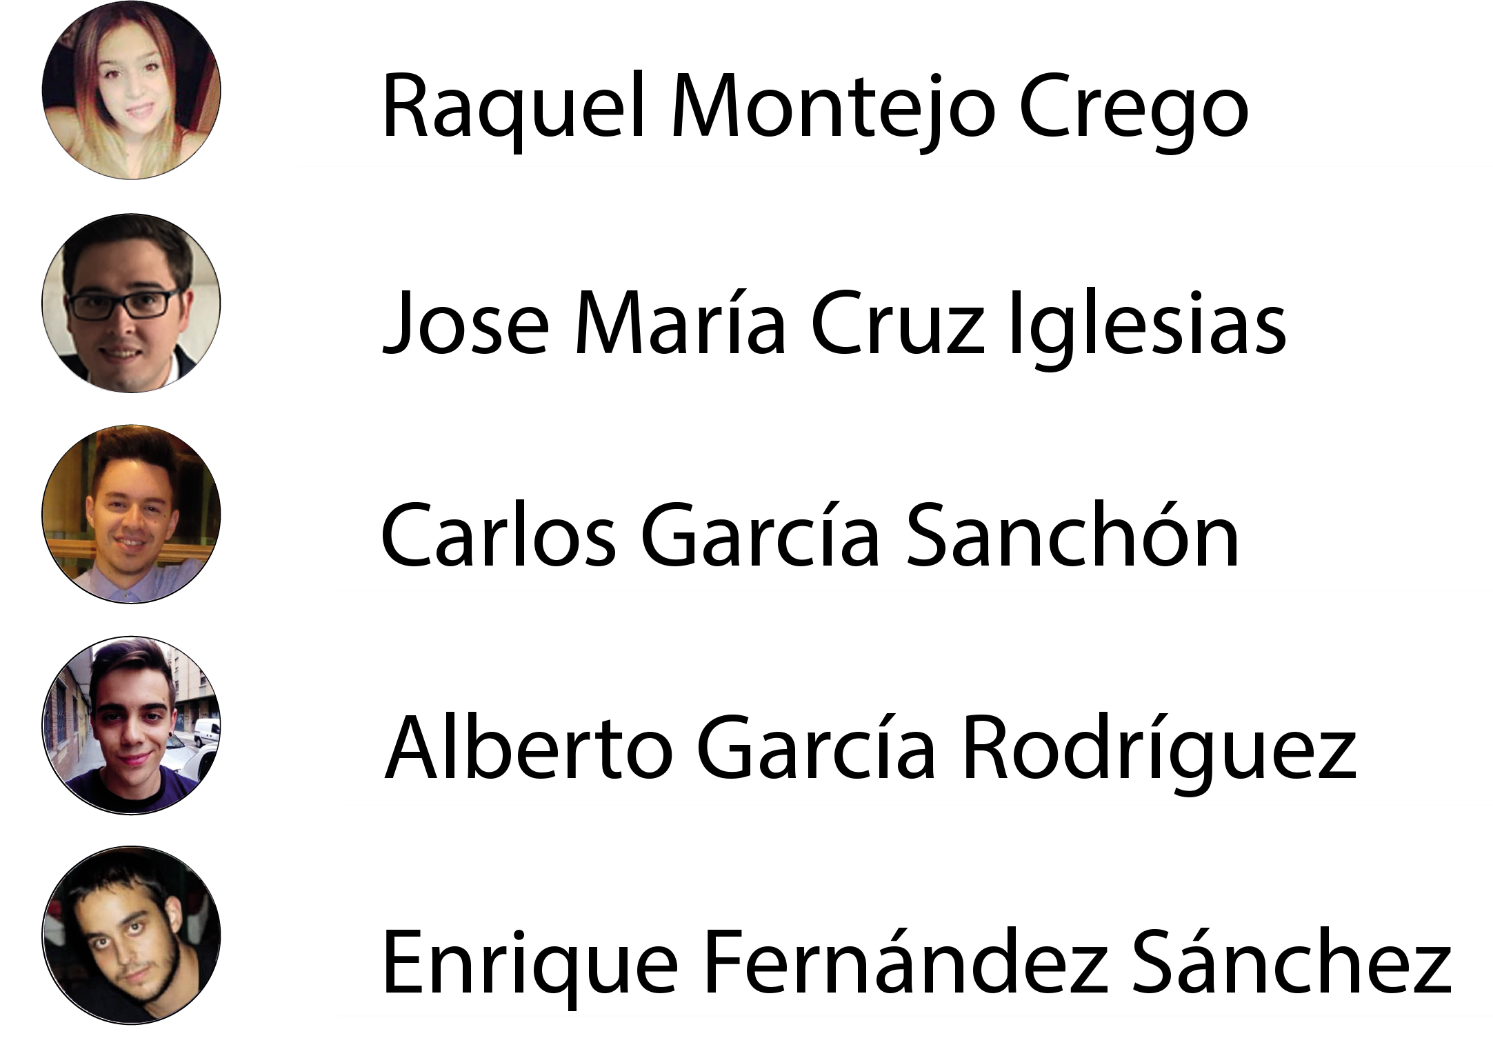 Raquel Montejo Crego
Jose María Cruz Iglesias
Carlos García Sanchón
Alberto García Rodríguez
Enrique Fernández Sánchez